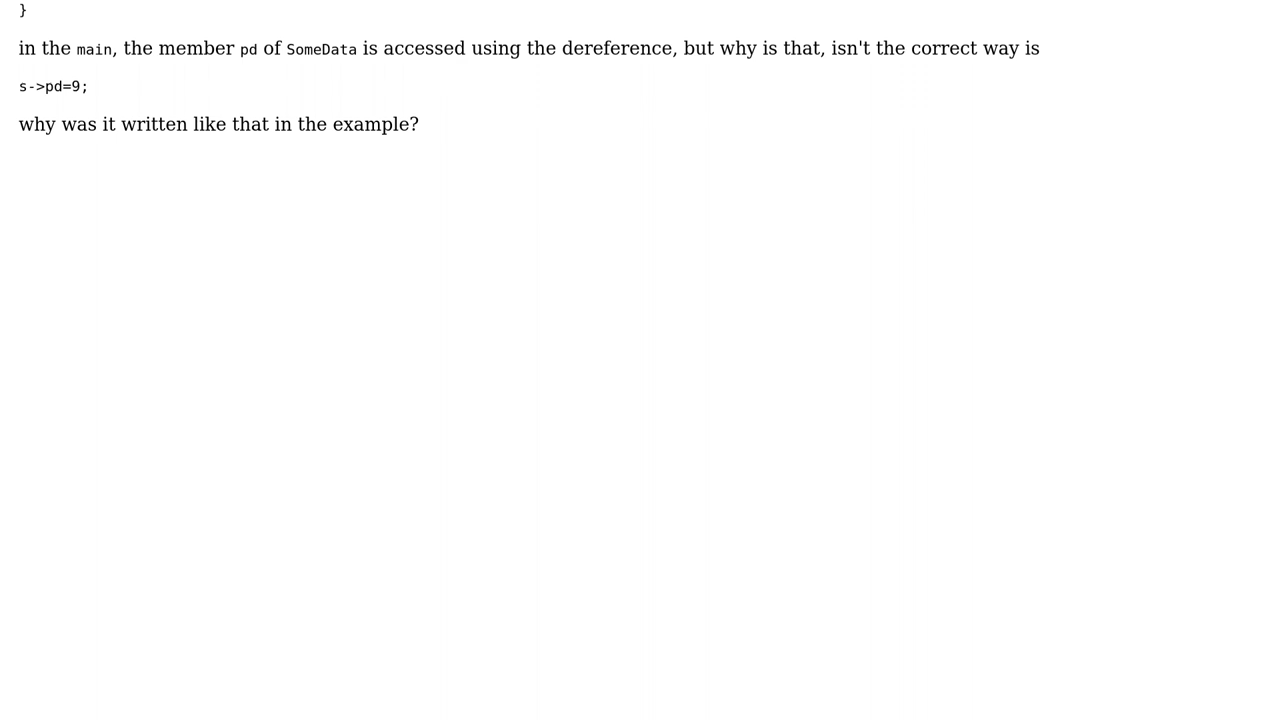 }
in the main, the member pd of SomeData is accessed using the dereference, but why is that, isn't the correct way is
s->pd=9;
why was it written like that in the example?